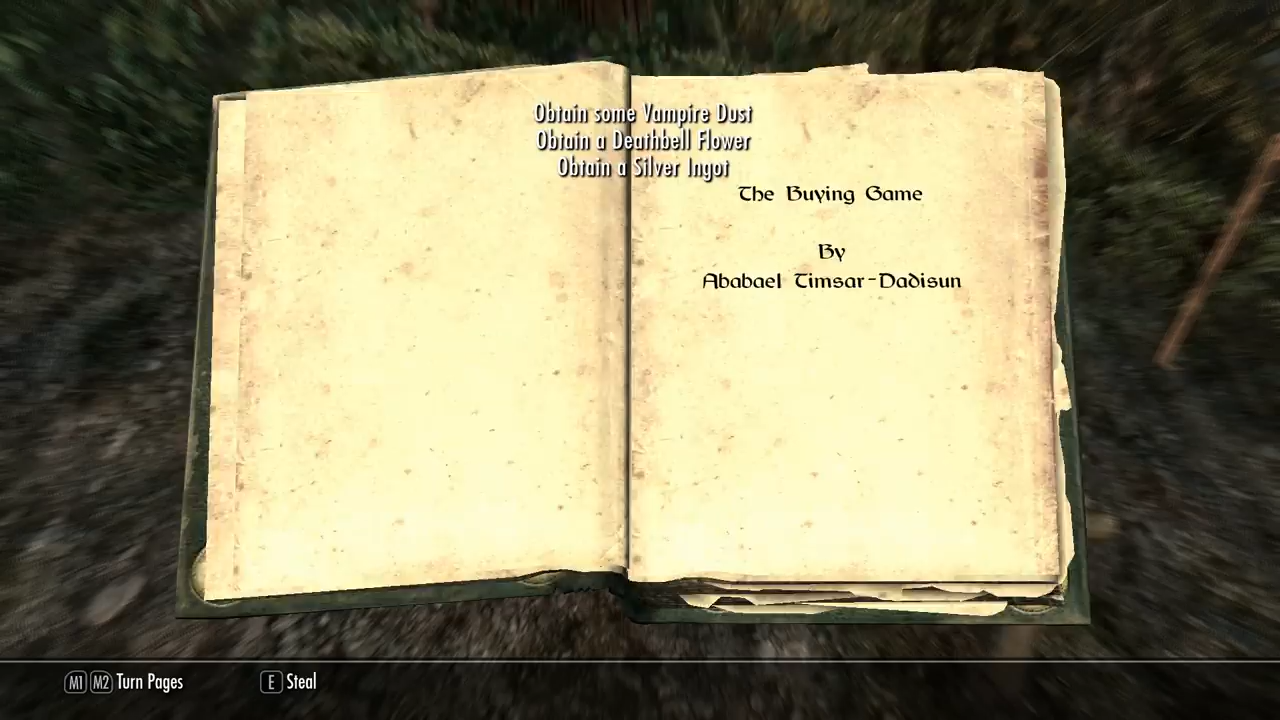 Obtain some Vampire Dust
Obtain a Deathbell Flower
Obtain a Silver Ingot
The Buying Game
By
Ababael Timsar-Dadisun
M1 M2 Turn Pages
E Steal